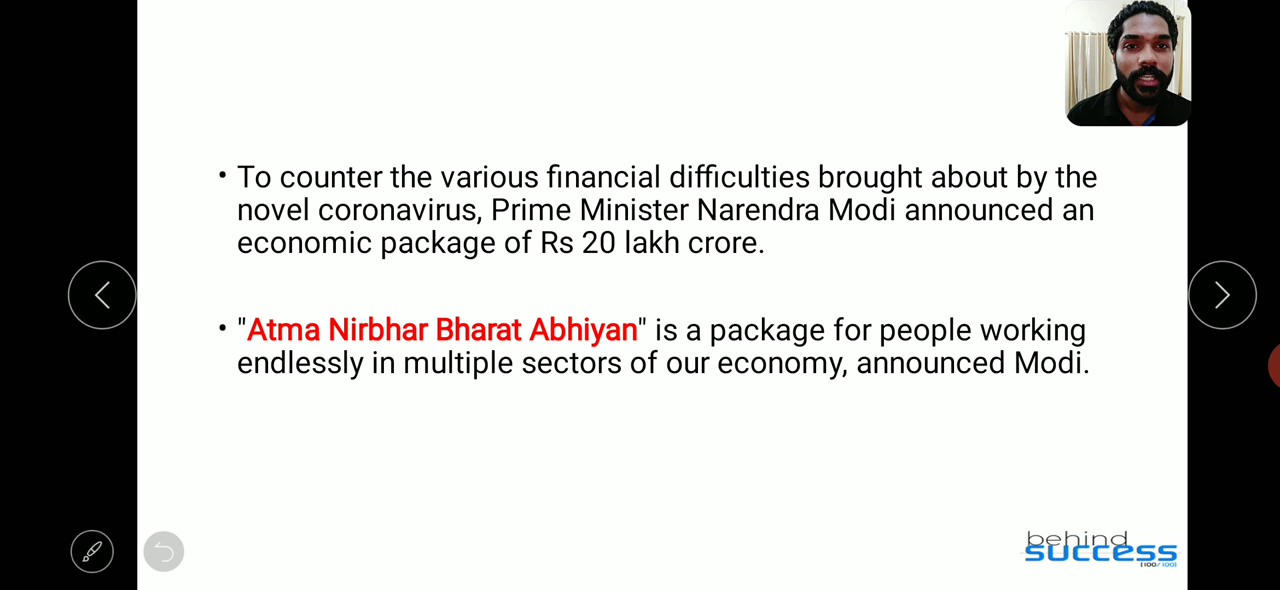 • To counter the various financial difficulties brought about by the
novel coronavirus, Prime Minister Narendra Modi announced an
economic package of Rs 20 lakh crore.
• "Atma Nirbhar Bharat Abhiyan" is a package for people working
endlessly in multiple sectors of our economy, announced Modi.
behind
success
[100/100]